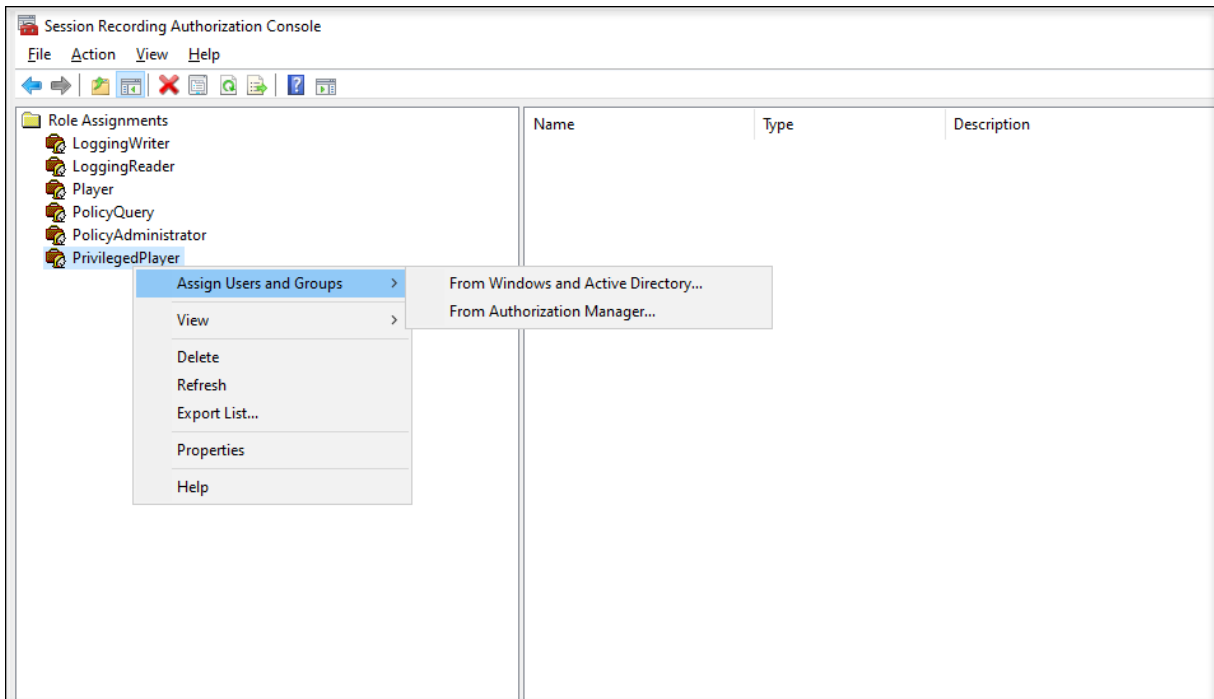 Session Recording Authorization Console
File Action View Help
Role Assignments
LoggingWriter
LoggingReader
Player
PolicyQuery
PolicyAdministrator
PrivilegedPlayer
Name Type Description
Assign Users and Groups
View
Delete
Refresh
Export List...
Properties
Help
From Windows and Active Directory...
From Authorization Manager...